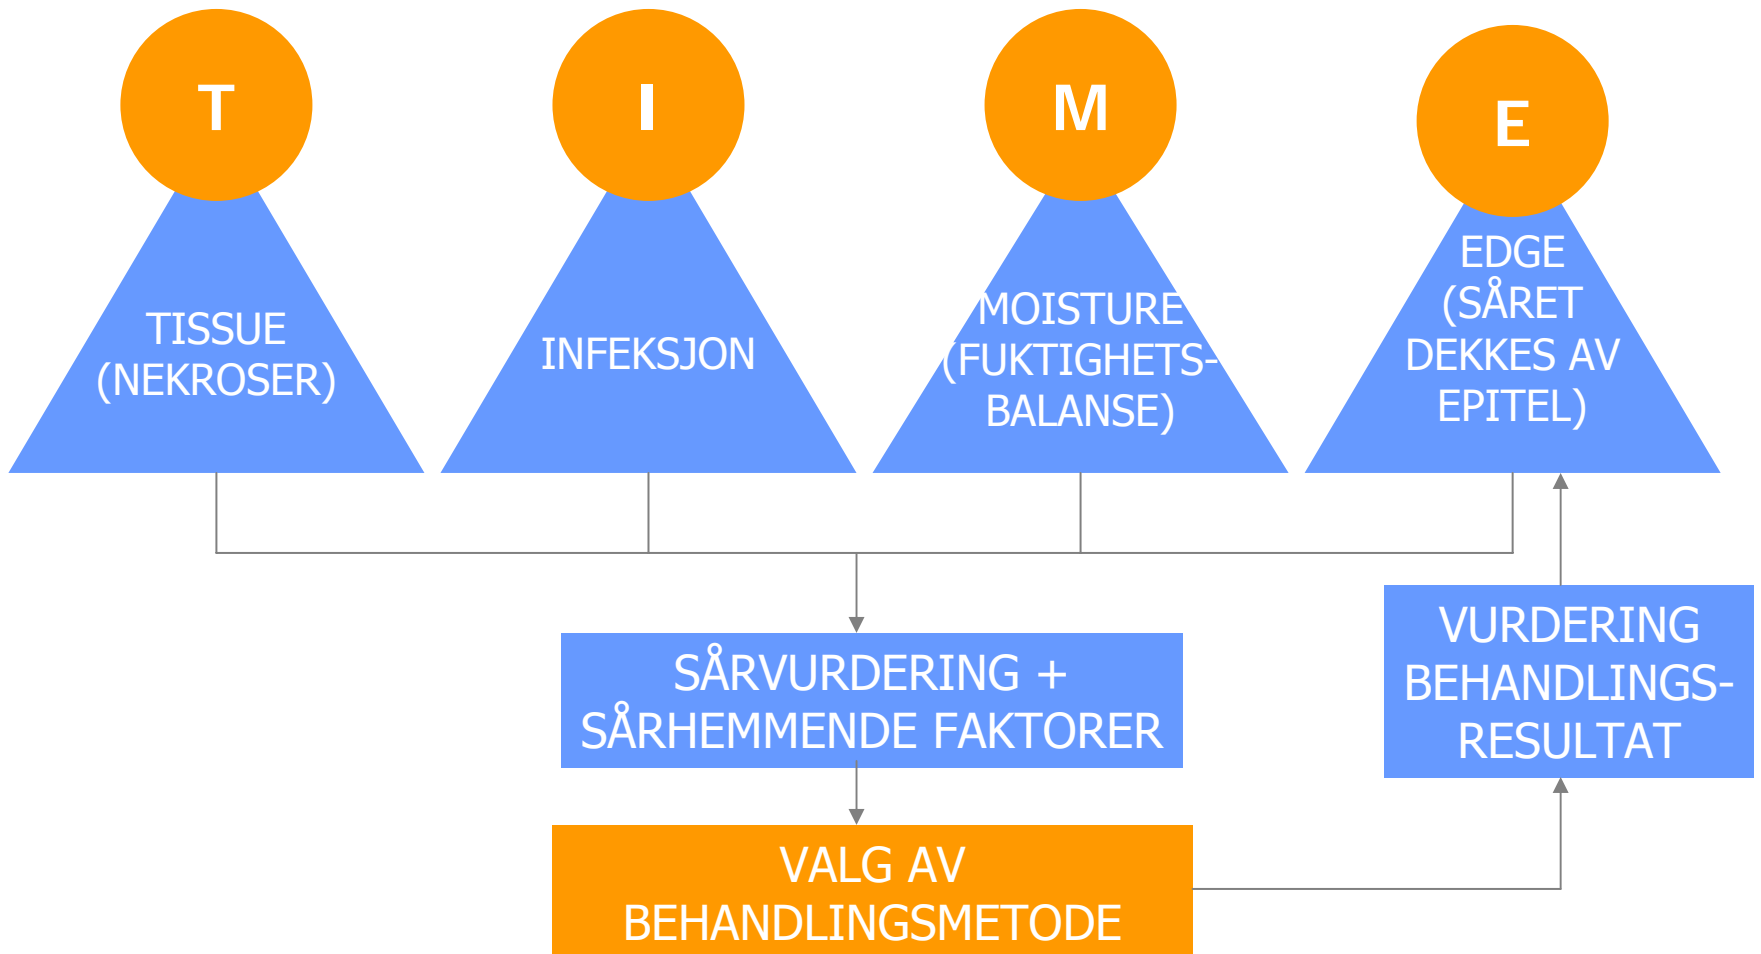 T
TISSUE
(NEKROSER)
I
INFEKSJON
M
MOISTURE
(FUKTIGHETS-
BALANSE)
E
EDGE
(SÅRET
DEKKES AV
EPITEL)
SÅRVURDERING +
SÅRHEMMENDE FAKTORER
VALG AV
BEHANDLINGSMETODE
VURDERING
BEHANDLINGS-
RESULTAT